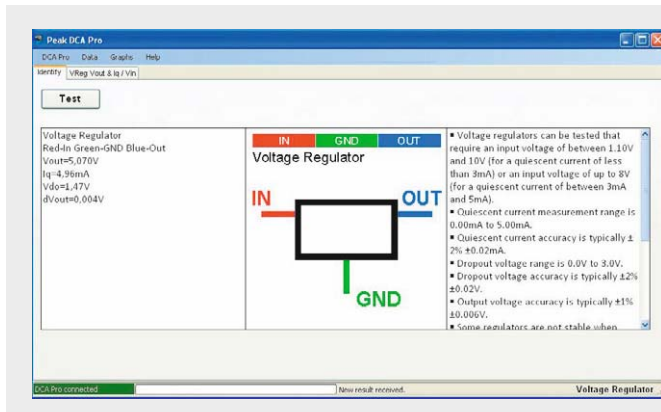 Peak DCA Pro
DCA Pro Data Graphs Help
Identify VReg Vout & Iq / Vin
Test
Voltage Regulator
Red-In Green-GND Blue-Out
Vout=5,070V
Iq=4,96mA
Vdo=1,47V
dVout=0,004V
IN GND OUT
Voltage Regulator
IN
OUT
GND
▪ Voltage regulators can be tested that
require an input voltage of between 1.10V
and 10V (for a quiescent current of less
than 3mA) or an input voltage of up to 8V
(for a quiescent current of between 3mA
and 5mA).
▪ Quiescent current measurement range is
0.00mA to 5.00mA.
▪ Quiescent current accuracy is typically ±
2% ±0.02mA.
▪ Dropout voltage range is 0.0V to 3.0V.
▪ Dropout voltage accuracy is typically ±2%
±0.02V.
▪ Output voltage accuracy is typically ±1%
±0.006V.
▪ Some regulators are not stable when
DCA Pro connected
New result received.
Voltage Regulator